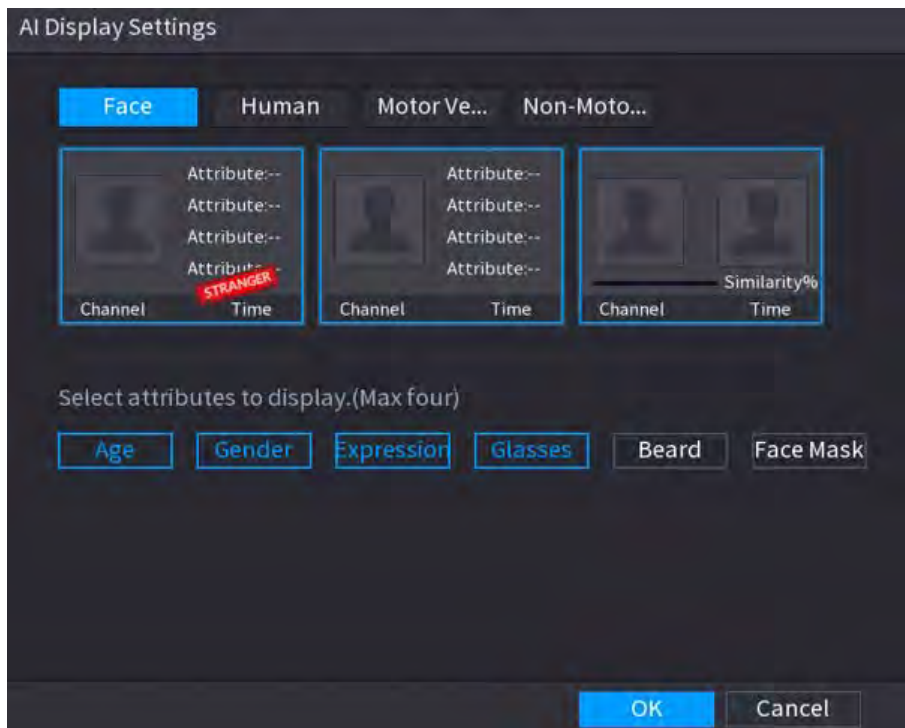 AI Display Settings
Face Human Motor Ve... Non-Moto...
Attribute:-- Attribute:--
Attribute:-- Attribute:--
Attribute:-- Attribute:--
Attribute:-- Attribute:--
STRANGER Similarity%
Channel Time Channel Time Channel Time
Select attributes to display.(Max four)
Age Gender Expression Glasses Beard Face Mask
OK Cancel